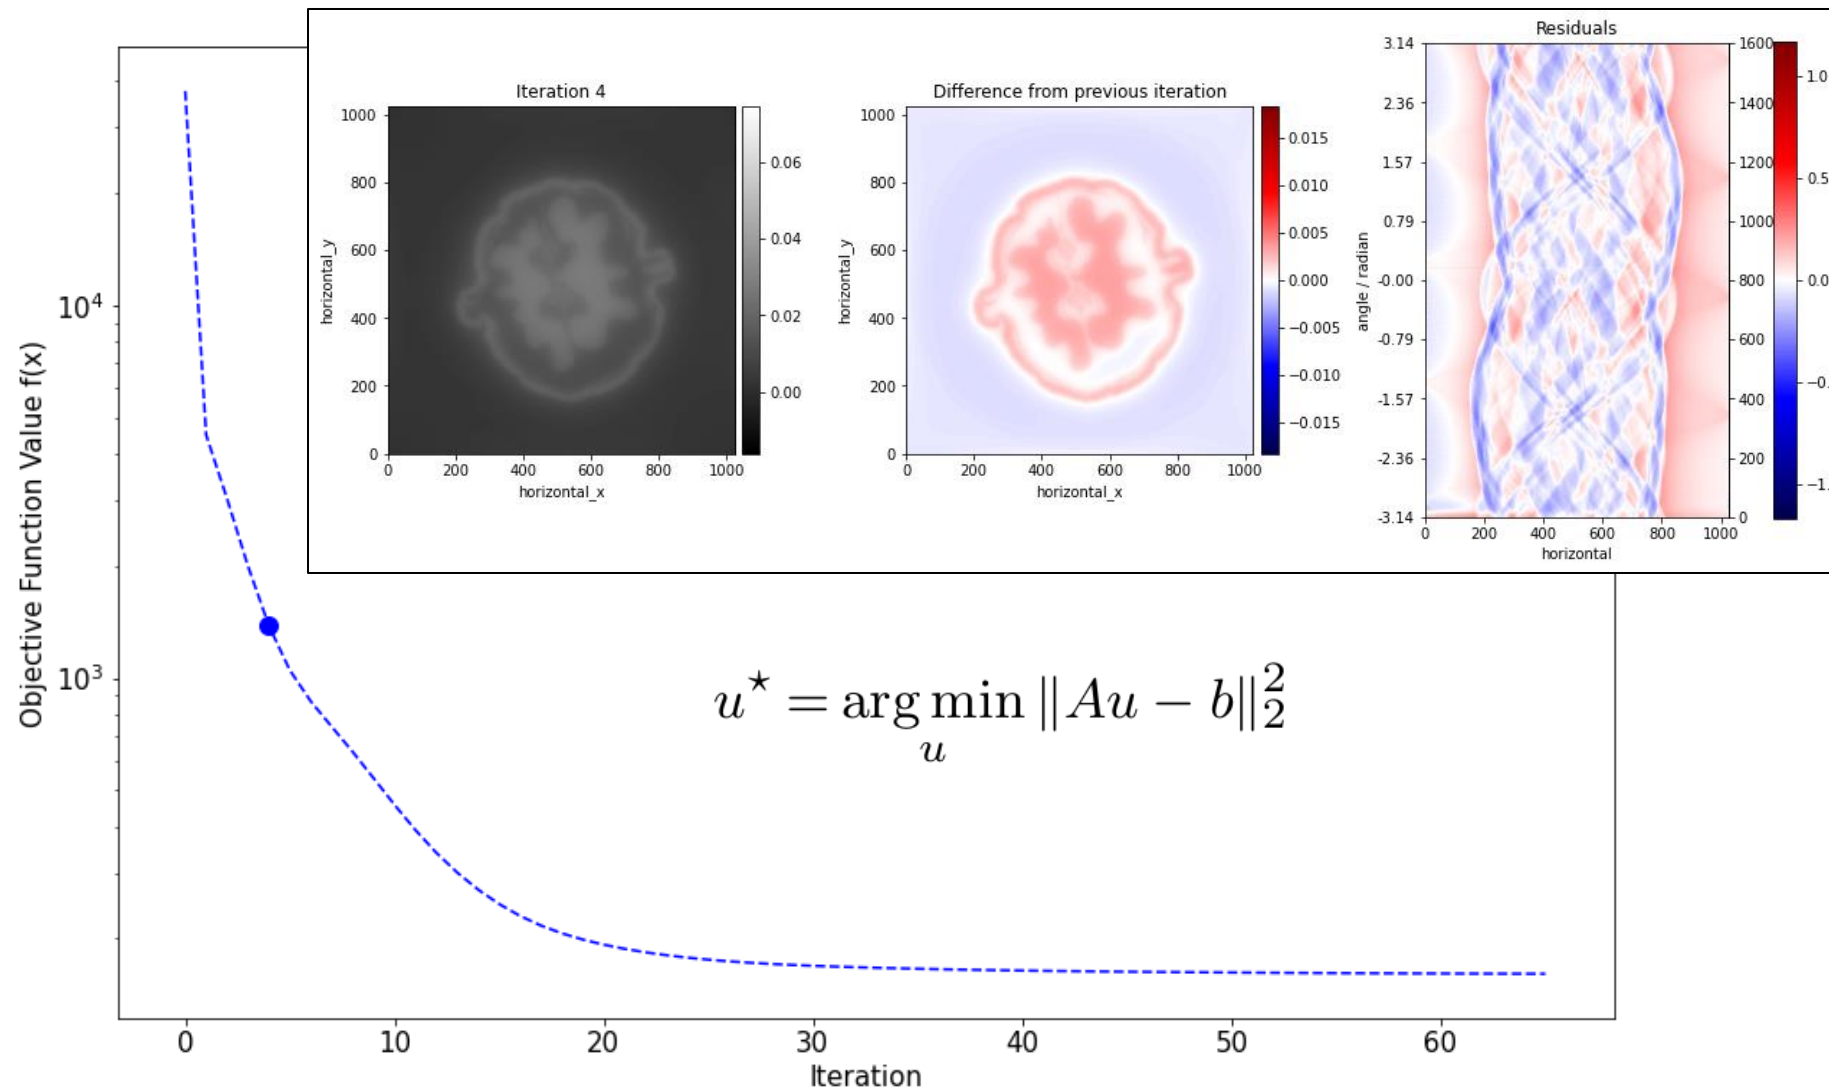 Iteration 4
1000
800
600
400
200
0
0 200 400 600 800 1000
horizontal_x
horizontal_y
0.06
0.04
0.02
0.00
Difference from previous iteration
1000
800
600
400
200
0
0 200 400 600 800 1000
horizontal_x
horizontal_y
0.015
0.010
0.005
0.000
−0.005
−0.010
−0.015
Residuals
3.14
2.36
1.57
0.79
-0.00
-0.79
-1.57
-2.36
-3.14
angle / radian
0 200 400 600 800 1000
horizontal
1600
1400
1200
1000
800
600
400
200
0
1.0
0.5
0.0
−0.
−1.
Objective Function Value f(x)
10⁴
10³
u⋆ = arg min ‖Au − b‖₂²
u
0 10 20 30 40 50 60
Iteration